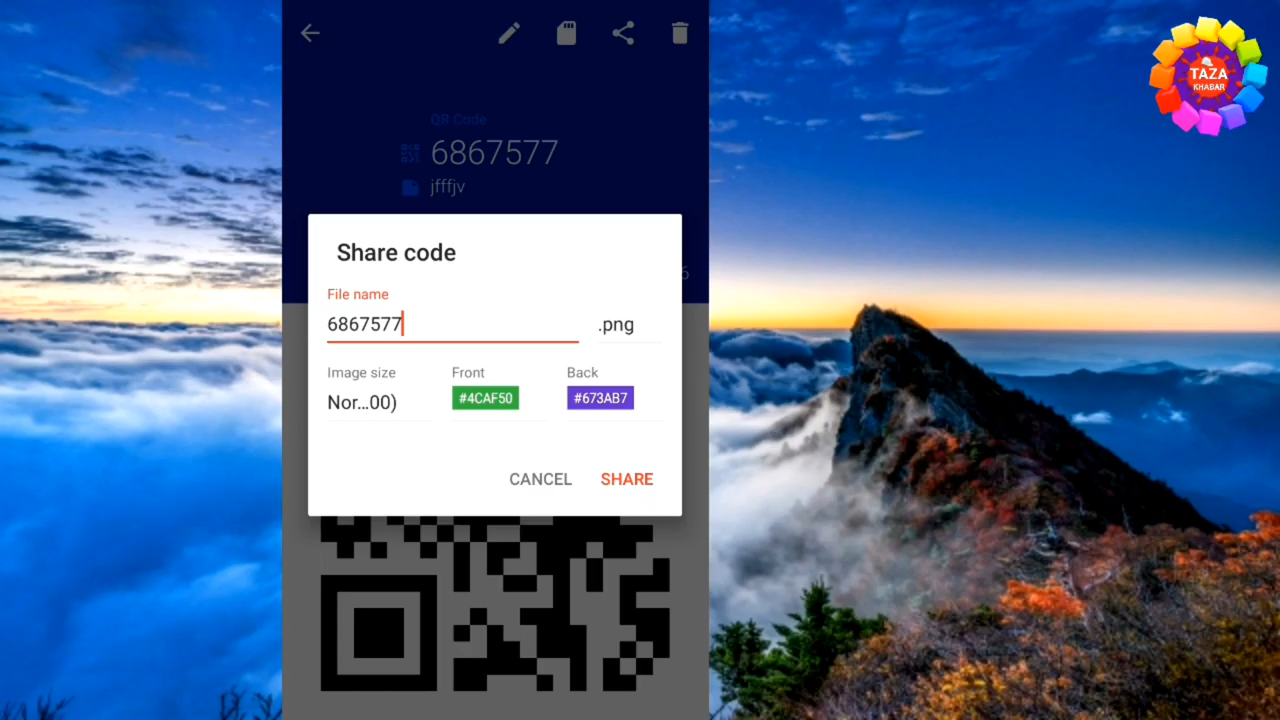 QR Code
6867577
jfffjv
6
Share code
File name
6867577 .png
Image size Front Back
Nor...00) #4CAF50 #673AB7
CANCEL SHARE
TAZA
KHABAR